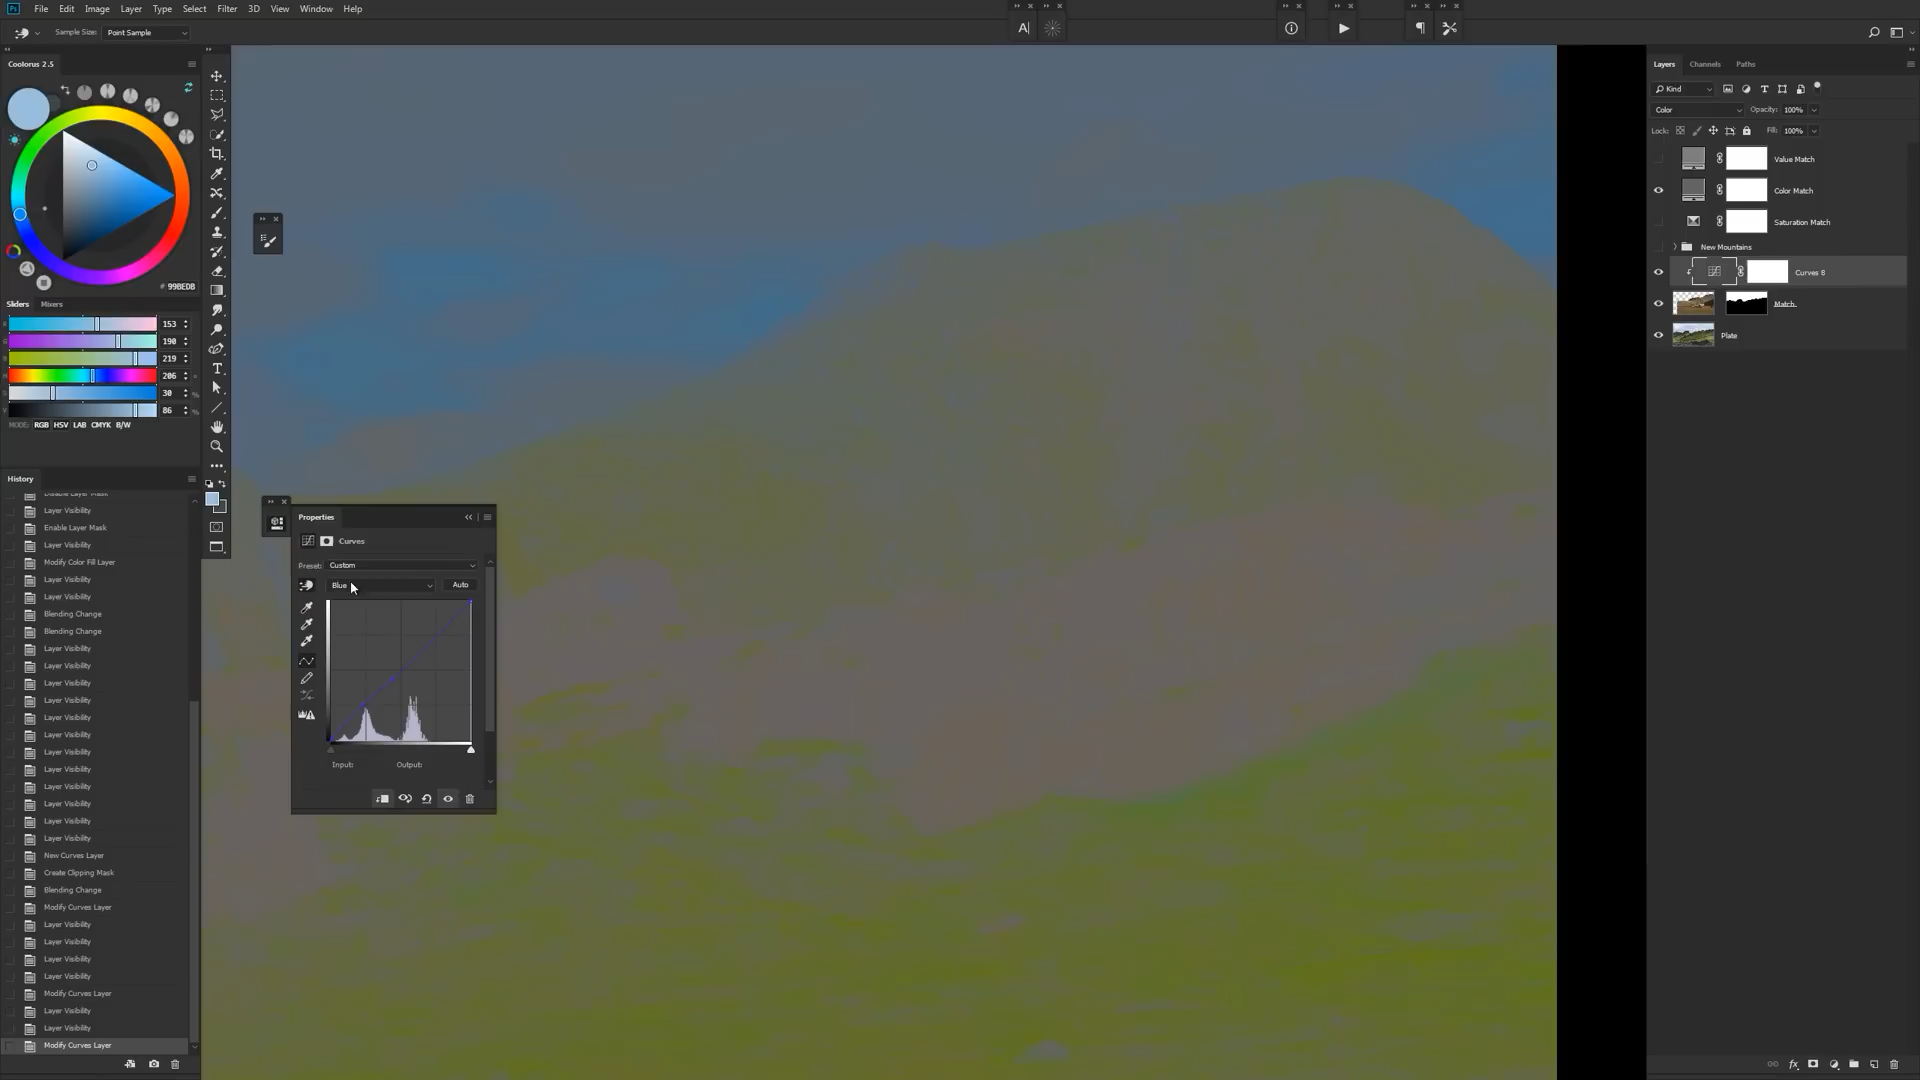 Ps File Edit Image Layer Type Select Filter 3D View Window Help
Sample Size: Point Sample
A|
Coolorus 2.5
# 99BEDB
Sliders Mixers
153
190
219
H 206
S 30 %
V 86 %
MODE: RGB HSV LAB CMYK B/W
History
Disable Layer Mask
Layer Visibility
Enable Layer Mask
Layer Visibility
Modify Color Fill Layer
Layer Visibility
Layer Visibility
Blending Change
Blending Change
Layer Visibility
Layer Visibility
Layer Visibility
Layer Visibility
Layer Visibility
Layer Visibility
Layer Visibility
Layer Visibility
Layer Visibility
Layer Visibility
Layer Visibility
Layer Visibility
New Curves Layer
Create Clipping Mask
Blending Change
Modify Curves Layer
Layer Visibility
Layer Visibility
Layer Visibility
Layer Visibility
Modify Curves Layer
Layer Visibility
Layer Visibility
Modify Curves Layer
Properties
Curves
Preset: Custom
Blue Auto
Input: Output:
Layers Channels Paths
Kind
Color Opacity: 100%
Lock: Fill: 100%
Value Match
Color Match
Saturation Match
New Mountains
Curves 8
Match
Plate
fx